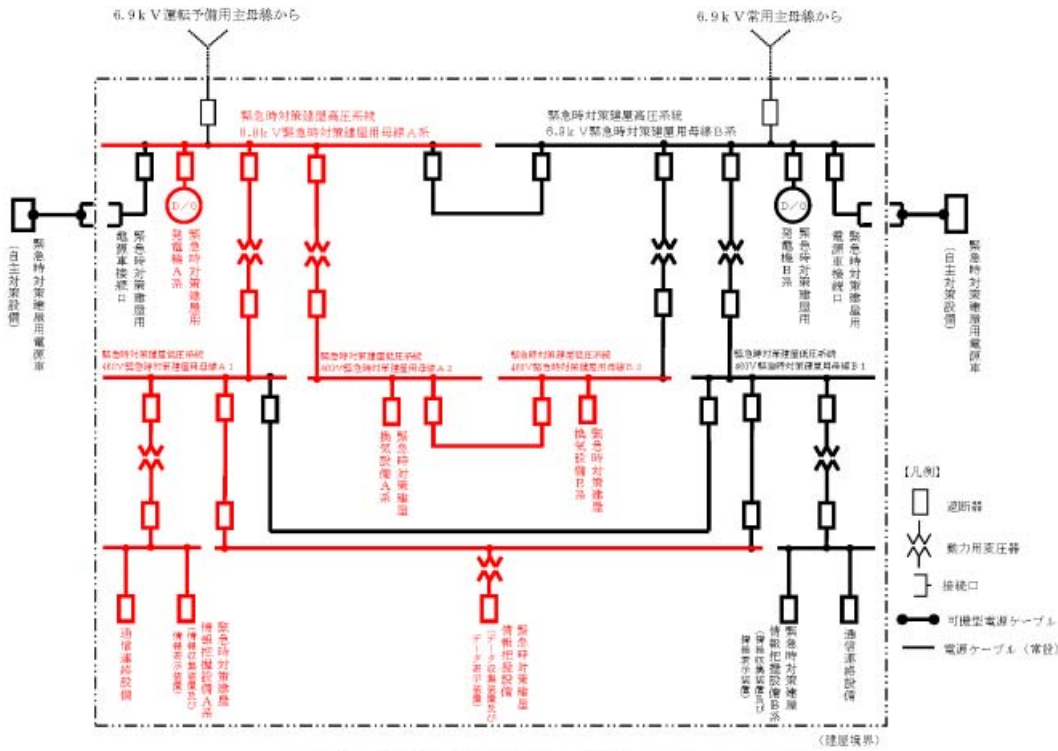 6.9kV運転予備用主母線から
6.9kV常用主母線から
緊急時対策建屋高圧系統
6.9kV緊急時対策建屋用母線A系
緊急時対策建屋高圧系統
6.9kV緊急時対策建屋用母線B系
D/G
D/G
緊急時対策建屋用電源車
(自主対策設備)
緊急時対策建屋用
電源車接続口
緊急時対策建屋用
発電機A系
緊急時対策建屋用
発電機B系
緊急時対策建屋用
電源車接続口
緊急時対策建屋用電源車
(自主対策設備)
緊急時対策建屋低圧系統
460V緊急時対策建屋用母線A1
緊急時対策建屋低圧系統
460V緊急時対策建屋用母線A2
緊急時対策建屋低圧系統
460V緊急時対策建屋用母線B2
緊急時対策建屋低圧系統
460V緊急時対策建屋用母線B1
緊急時対策建屋
換気設備A系
緊急時対策建屋
換気設備B系
通信連絡設備
緊急時対策建屋
情報把握設備A系
(情報収集装置及び
情報表示装置)
緊急時対策建屋
情報把握設備
(データ収集装置及び
データ表示装置)
緊急時対策建屋
情報把握設備B系
(情報収集装置及び
情報表示装置)
通信連絡設備
【凡例】
遮断器
動力用変圧器
接続口
可搬型電源ケーブル
電源ケーブル(常設)
(建屋境界)